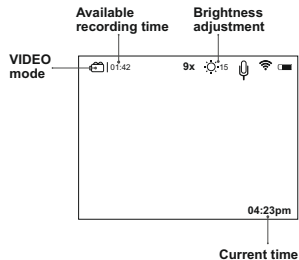 Available
recording time
Brightness
adjustment
VIDEO
mode
01:42
9x
15
04:23pm
Current time